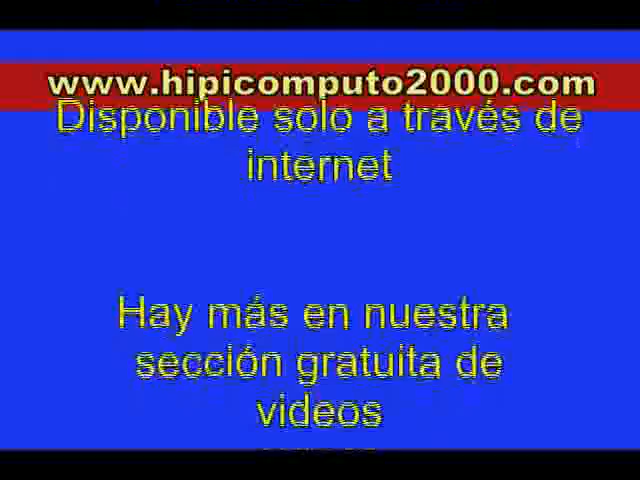 www.hipicomputo2000.com
Disponible solo a través de
internet
Hay más en nuestra
sección gratuita de
videos